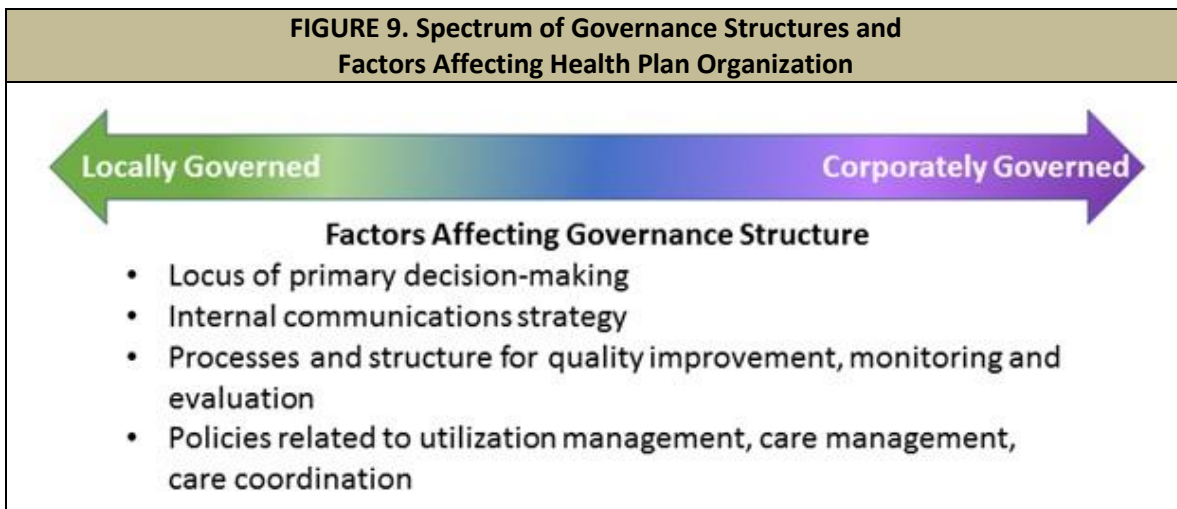 FIGURE 9. Spectrum of Governance Structures and
Factors Affecting Health Plan Organization
Locally Governed Corporately Governed
Factors Affecting Governance Structure
• Locus of primary decision-making
• Internal communications strategy
• Processes and structure for quality improvement, monitoring and
evaluation
• Policies related to utilization management, care management,
care coordination